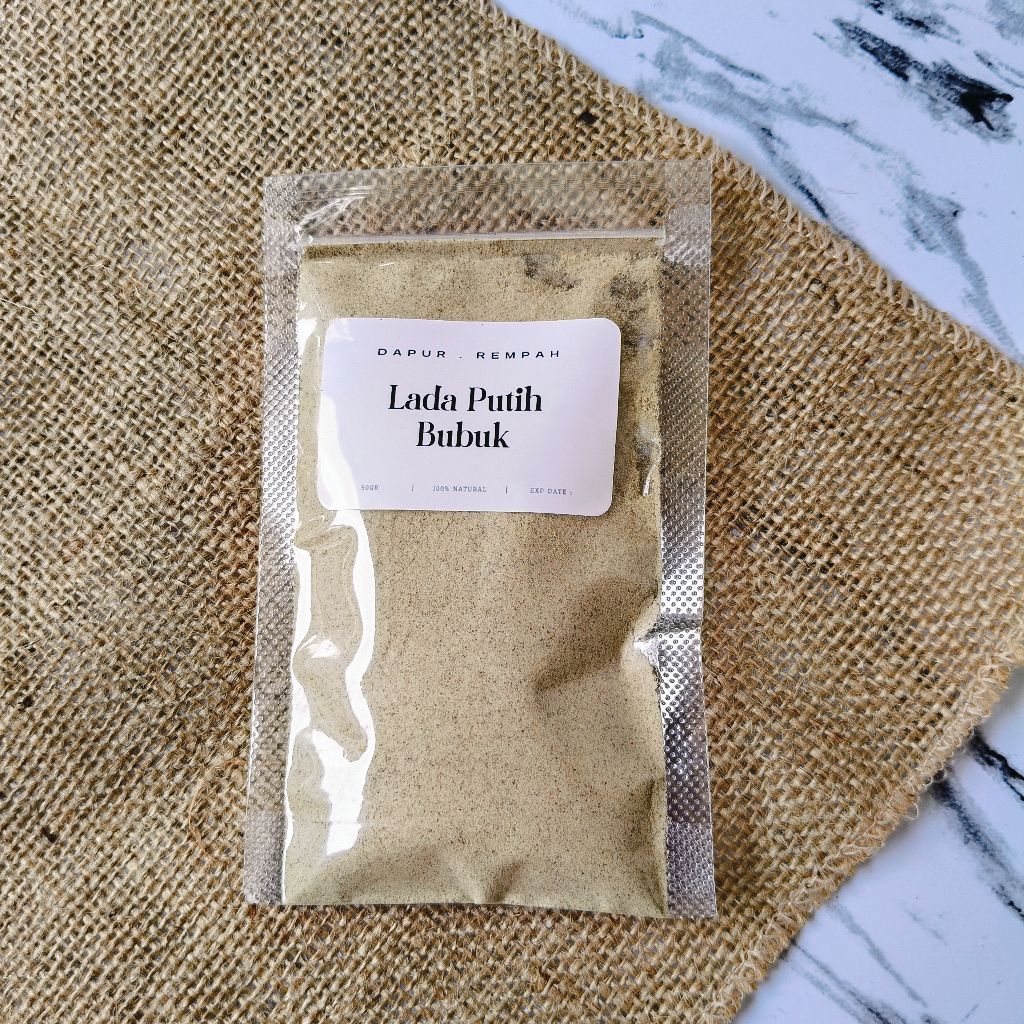 DAPUR . REMPAH
Lada Putih
Bubuk
50GR | 100% NATURAL | EXP DATE :